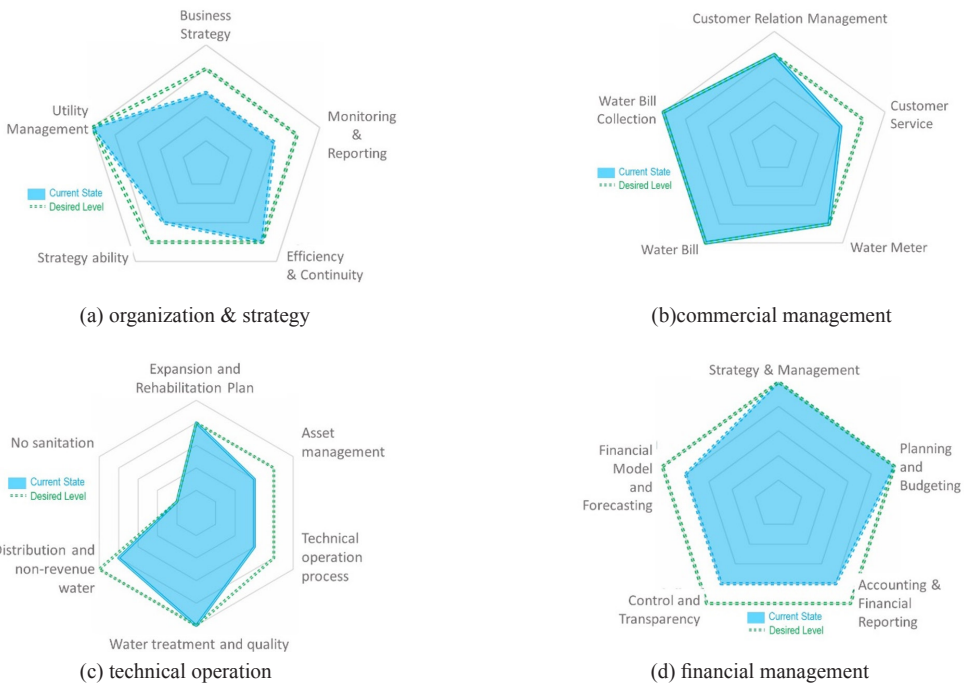 Business
Strategy
Utility
Management
Monitoring
&
Reporting
Current State
Desired Level
Strategy ability
Efficiency
& Continuity
(a) organization & strategy
Customer Relation Management
Water Bill
Collection
Customer
Service
Current State
Desired Level
Water Bill
Water Meter
(b)commercial management
Expansion and
Rehabilitation Plan
No sanitation
Asset
management
Current State
Desired Level
Distribution and
non-revenue
water
Technical
operation
process
Water treatment and quality
(c) technical operation
Strategy & Management
Financial
Model
and
Forecasting
Planning
and
Budgeting
Control and
Transparency
Accounting &
Financial
Reporting
Current State
Desired Level
(d) financial management